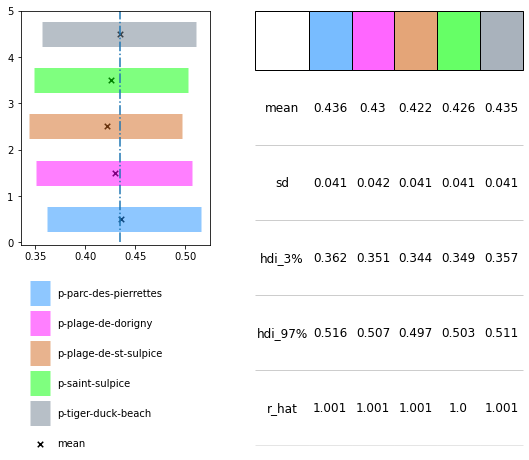 5
4
3
2
1
0
0.35 0.40 0.45 0.50
p-parc-des-pierrettes
p-plage-de-dorigny
p-plage-de-st-sulpice
p-saint-sulpice
p-tiger-duck-beach
mean
mean 0.436 0.43 0.422 0.426 0.435
sd 0.041 0.042 0.041 0.041 0.041
hdi_3% 0.362 0.351 0.344 0.349 0.357
hdi_97% 0.516 0.507 0.497 0.503 0.511
r_hat 1.001 1.001 1.001 1.0 1.001